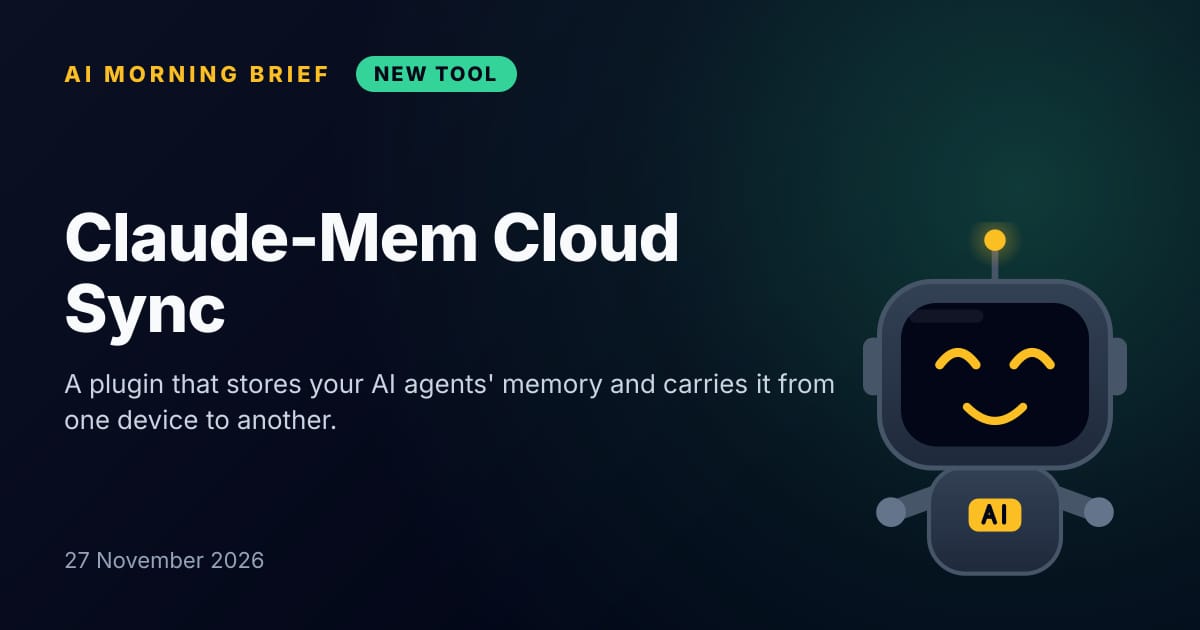 AI MORNING BRIEF
NEW TOOL
Claude-Mem Cloud
Sync
A plugin that stores your AI agents' memory and carries it from
one device to another.
AI
27 November 2026